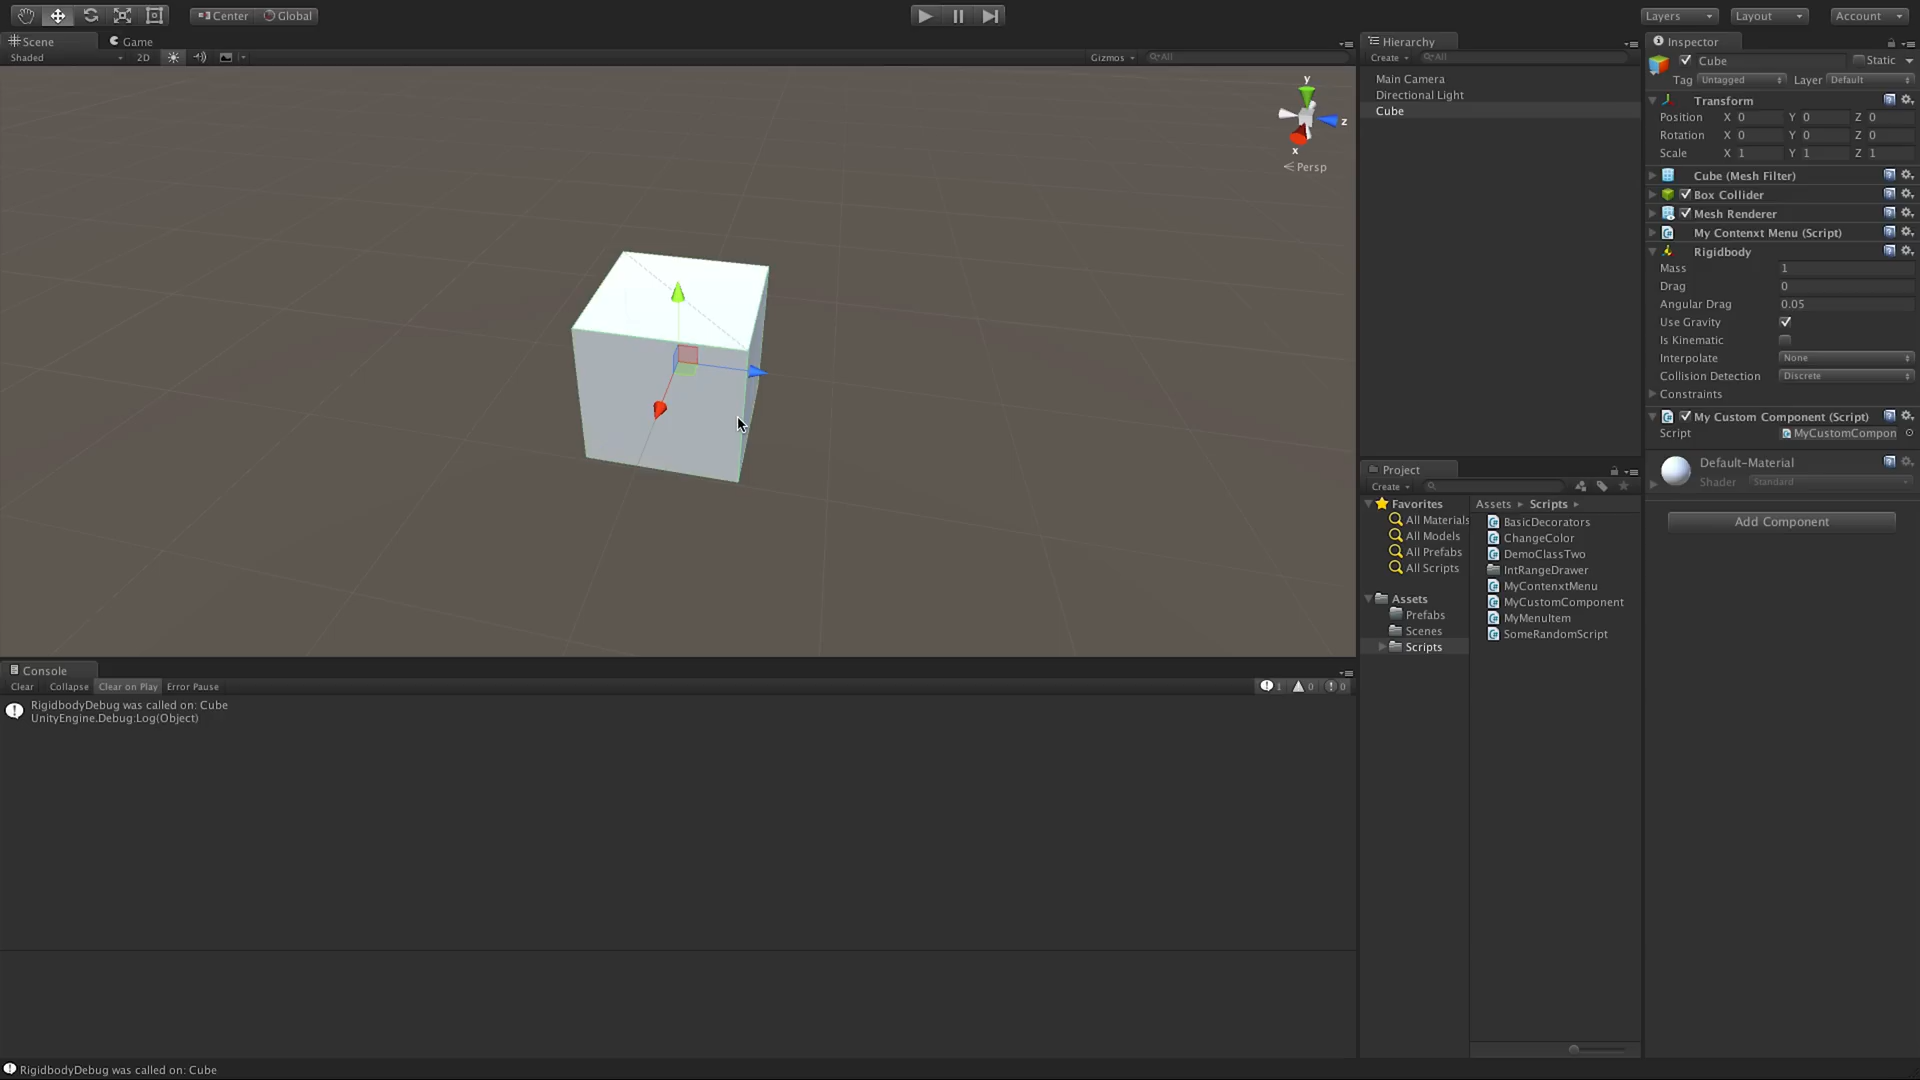 Center Global
Layers Layout Account
Scene Game
Shaded 2D Gizmos All
y
z
x
Persp
Hierarchy
Create All
Main Camera
Directional Light
Cube
Project
Create
Favorites
All Materials
All Models
All Prefabs
All Scripts
Assets
Prefabs
Scenes
Scripts
Assets Scripts
BasicDecorators
ChangeColor
DemoClassTwo
IntRangeDrawer
MyContenxtMenu
MyCustomComponent
MyMenuItem
SomeRandomScript
Inspector
Cube Static
Tag Untagged Layer Default
Transform
Position X 0 Y 0 Z 0
Rotation X 0 Y 0 Z 0
Scale X 1 Y 1 Z 1
Cube (Mesh Filter)
Box Collider
Mesh Renderer
My Contenxt Menu (Script)
Rigidbody
Mass 1
Drag 0
Angular Drag 0.05
Use Gravity
Is Kinematic
Interpolate None
Collision Detection Discrete
Constraints
My Custom Component (Script)
Script MyCustomCompon
Default-Material
Shader Standard
Add Component
Console
Clear Collapse Clear on Play Error Pause 1 0 0
RigidbodyDebug was called on: Cube
UnityEngine.Debug:Log(Object)
RigidbodyDebug was called on: Cube